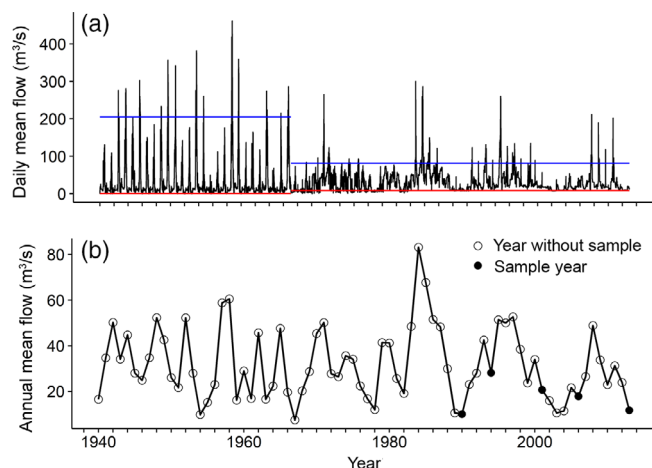 (a)
Daily mean flow (m³/s)
400
300
200
100
0
(b)
Annual mean flow (m³/s)
80
60
40
20
Year without sample
Sample year
1940
1960
1980
2000
Year